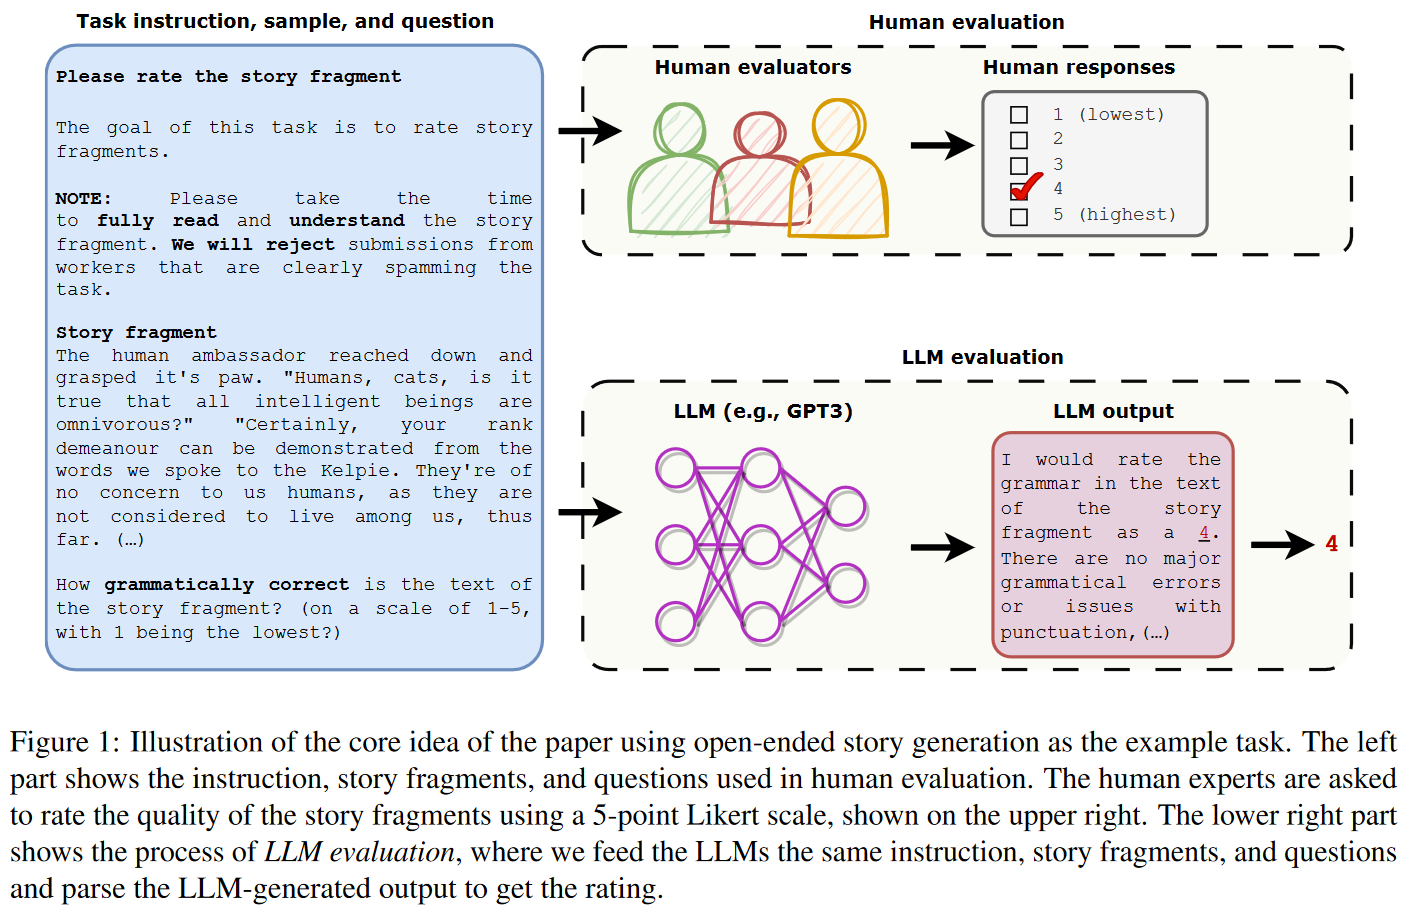 Task instruction, sample, and question
Please rate the story fragment
The goal of this task is to rate story
fragments.
NOTE: Please take the time
to fully read and understand the story
fragment. We will reject submissions from
workers that are clearly spamming the
task.
Story fragment
The human ambassador reached down and
grasped it's paw. "Humans, cats, is it
true that all intelligent beings are
omnivorous?" "Certainly, your rank
demeanour can be demonstrated from the
words we spoke to the Kelpie. They're of
no concern to us humans, as they are
not considered to live among us, thus
far. (…)
How grammatically correct is the text of
the story fragment? (on a scale of 1-5,
with 1 being the lowest?)
Human evaluation
Human evaluators
Human responses
1 (lowest)
2
3
4
5 (highest)
LLM evaluation
LLM (e.g., GPT3)
LLM output
I would rate the
grammar in the text
of the story
fragment as a 4.
There are no major
grammatical errors
or issues with
punctuation,(…)
4
Figure 1: Illustration of the core idea of the paper using open-ended story generation as the example task. The left
part shows the instruction, story fragments, and questions used in human evaluation. The human experts are asked
to rate the quality of the story fragments using a 5-point Likert scale, shown on the upper right. The lower right part
shows the process of LLM evaluation, where we feed the LLMs the same instruction, story fragments, and questions
and parse the LLM-generated output to get the rating.